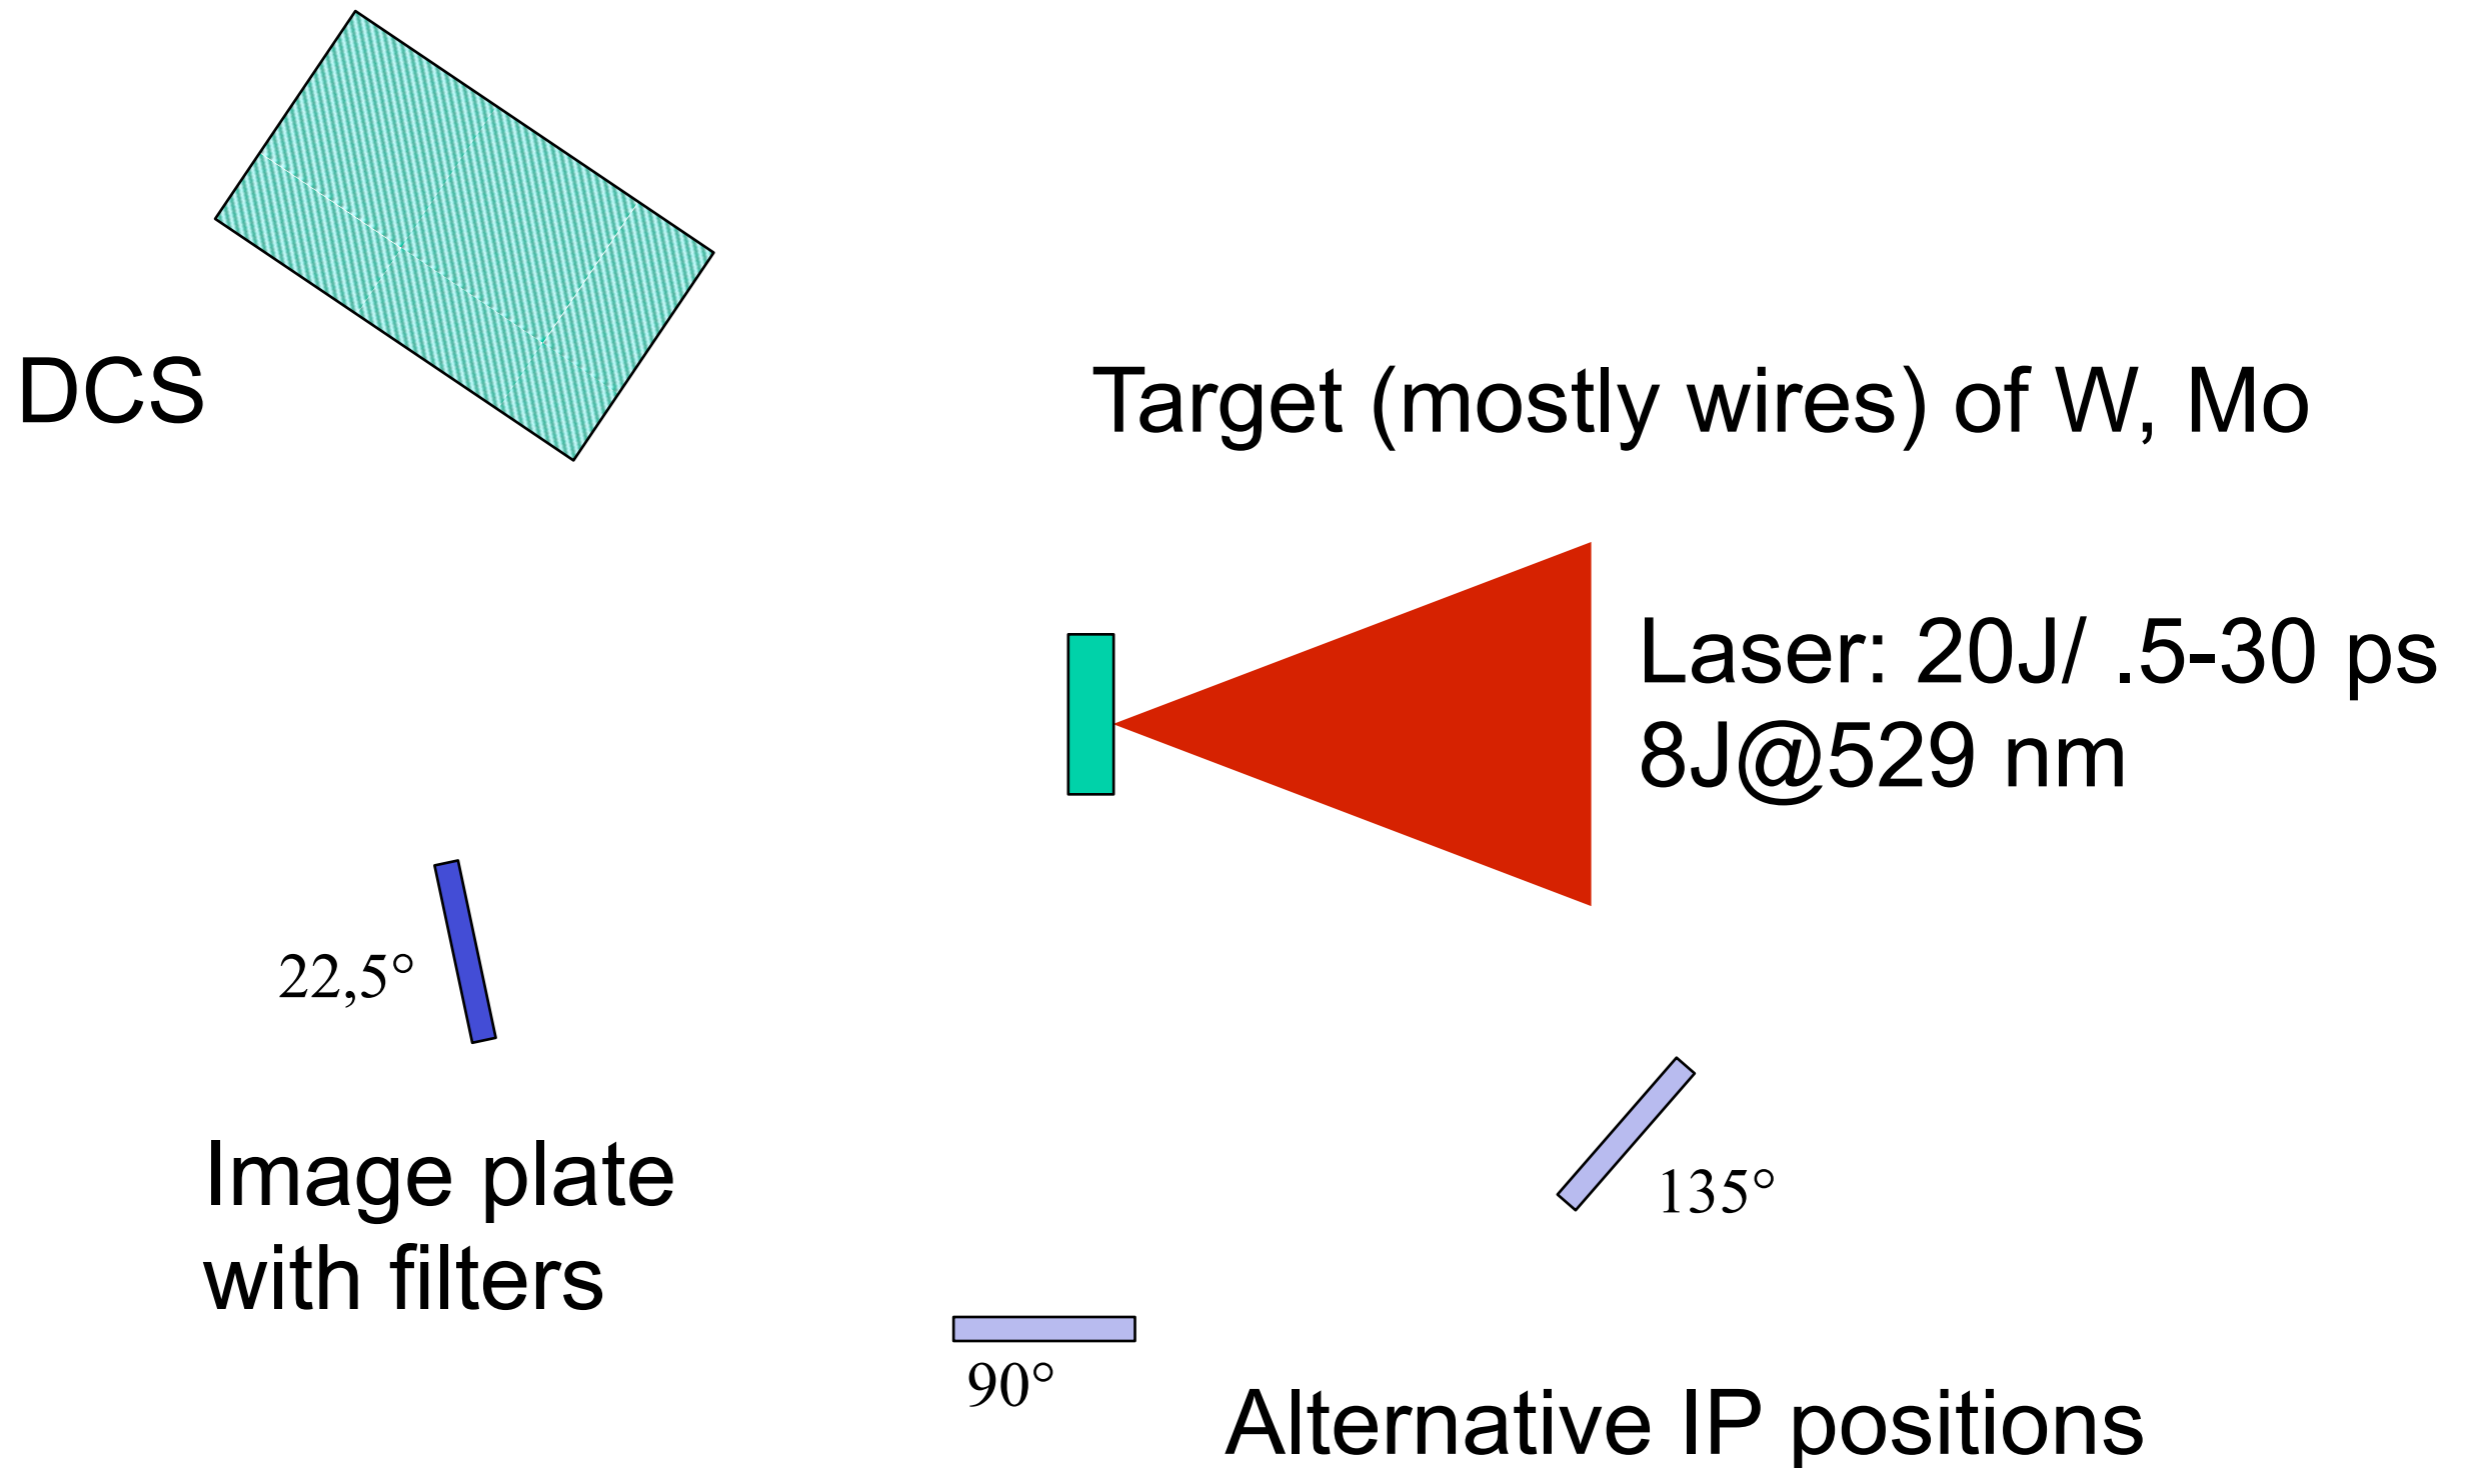 DCS
Target (mostly wires) of W, Mo
Laser: 20J/ .5-30 ps
8J@529 nm
22,5°
Image plate
with filters
135°
90°
Alternative IP positions